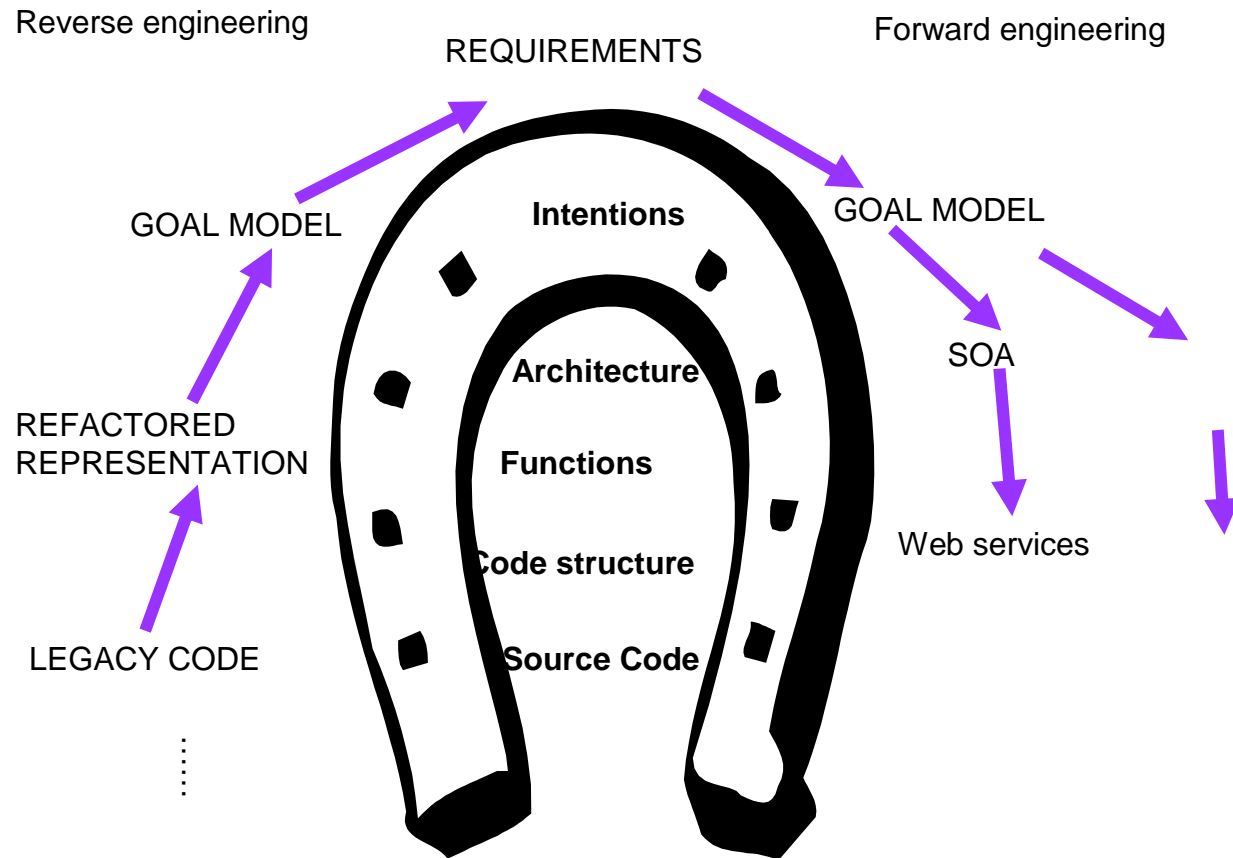 Reverse engineering
Forward engineering
REQUIREMENTS
GOAL MODEL
Intentions
GOAL MODEL
Architecture
SOA
REFACTORED
REPRESENTATION
Functions
Code structure
Web services
LEGACY CODE
Source Code
......